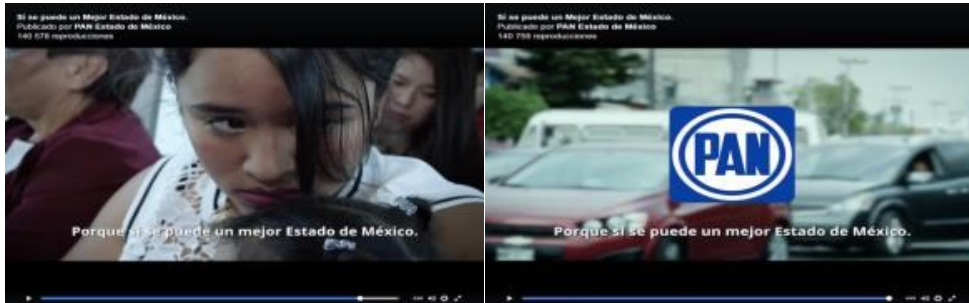 Si se puede un Mejor Estado de México.
Publicado por PAN Estado de México
140 578 reproducciones
Porque sí se puede un mejor Estado de México.
Si se puede un Mejor Estado de México.
Publicado por PAN Estado de México
140 759 reproducciones
PAN
Porque sí se puede un mejor Estado de México.